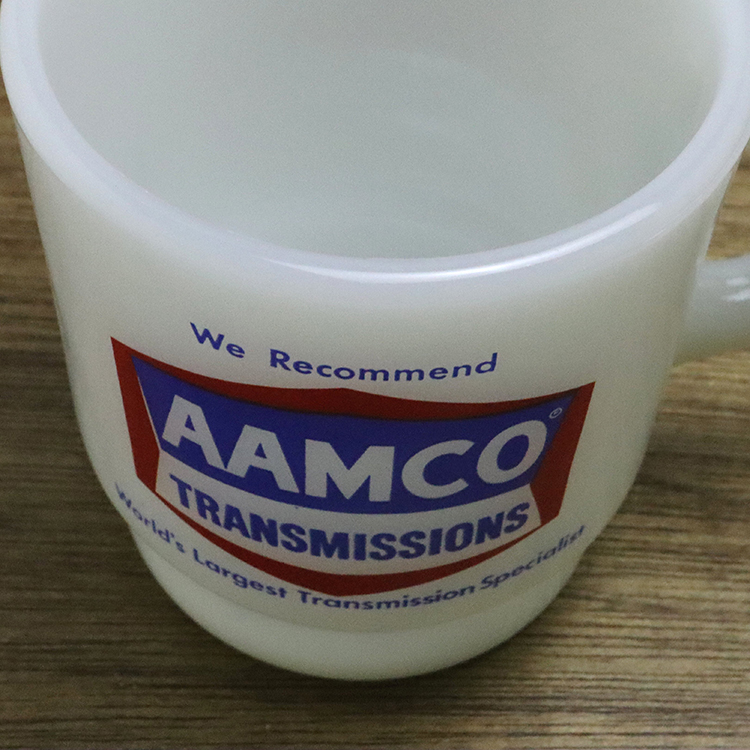 We Recommend
AAMCO®
TRANSMISSIONS
World's Largest Transmission Specialist